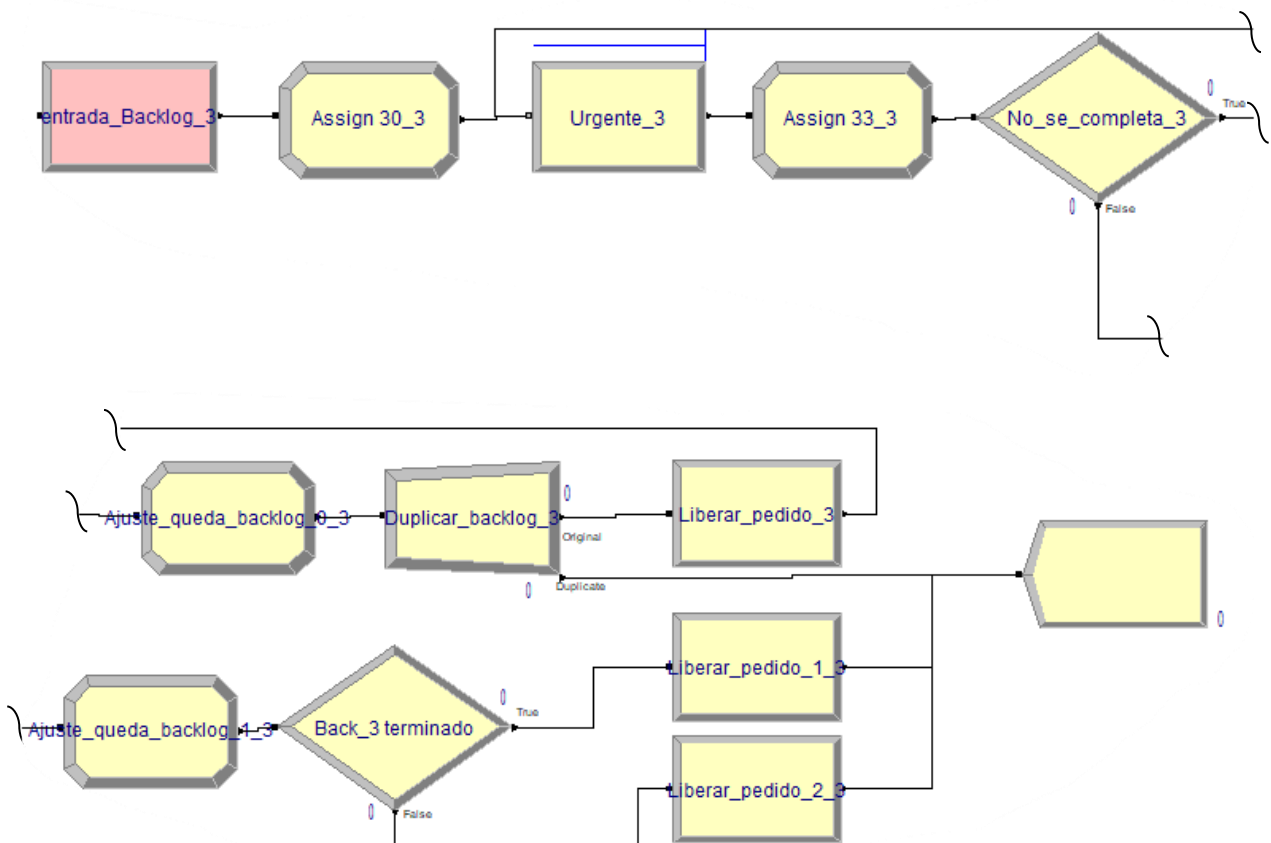 entrada_Backlog_3
Assign 30_3
Urgente_3
Assign 33_3
No_se_completa_3
0
True
0
False
Ajuste_queda_backlog_0_3
Duplicar_backlog_3
0
Original
0
Duplicate
Liberar_pedido_3
0
Liberar_pedido_1_3
Ajuste_queda_backlog_1_3
Back_3 terminado
0
True
0
False
Liberar_pedido_2_3